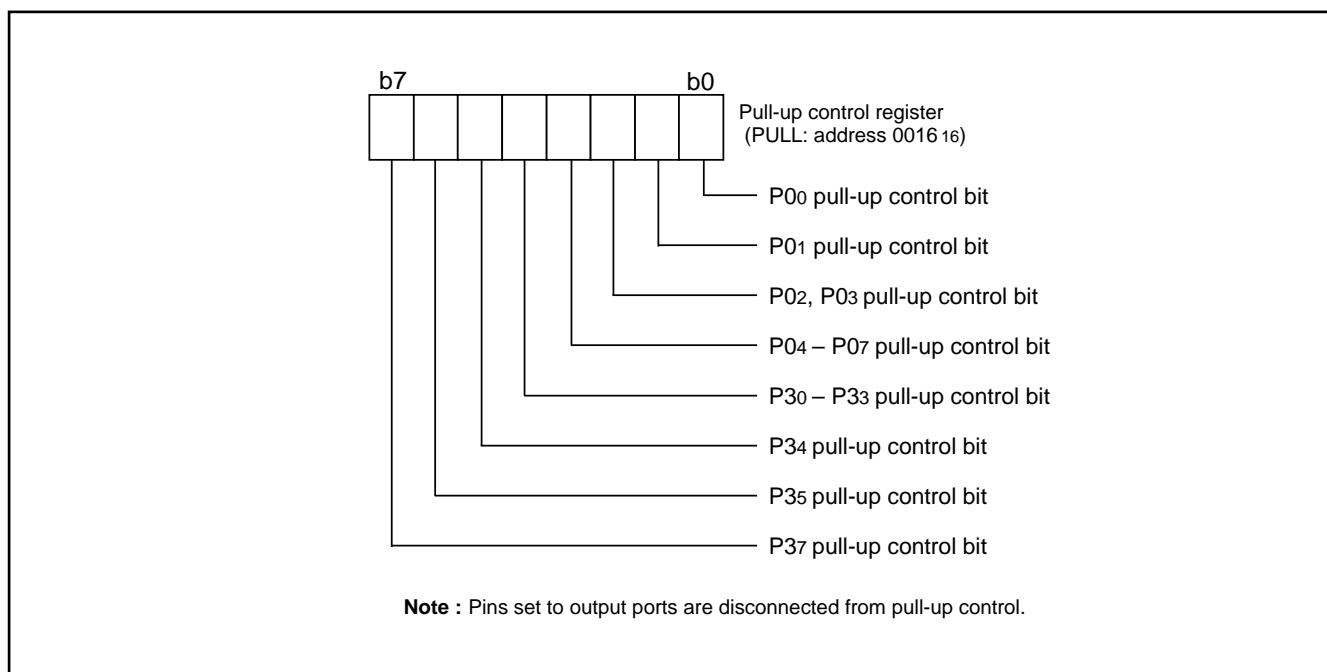 b7 b0
Pull-up control register
(PULL: address 001616)
P00 pull-up control bit
P01 pull-up control bit
P02, P03 pull-up control bit
P04 – P07 pull-up control bit
P30 – P33 pull-up control bit
P34 pull-up control bit
P35 pull-up control bit
P37 pull-up control bit
Note : Pins set to output ports are disconnected from pull-up control.